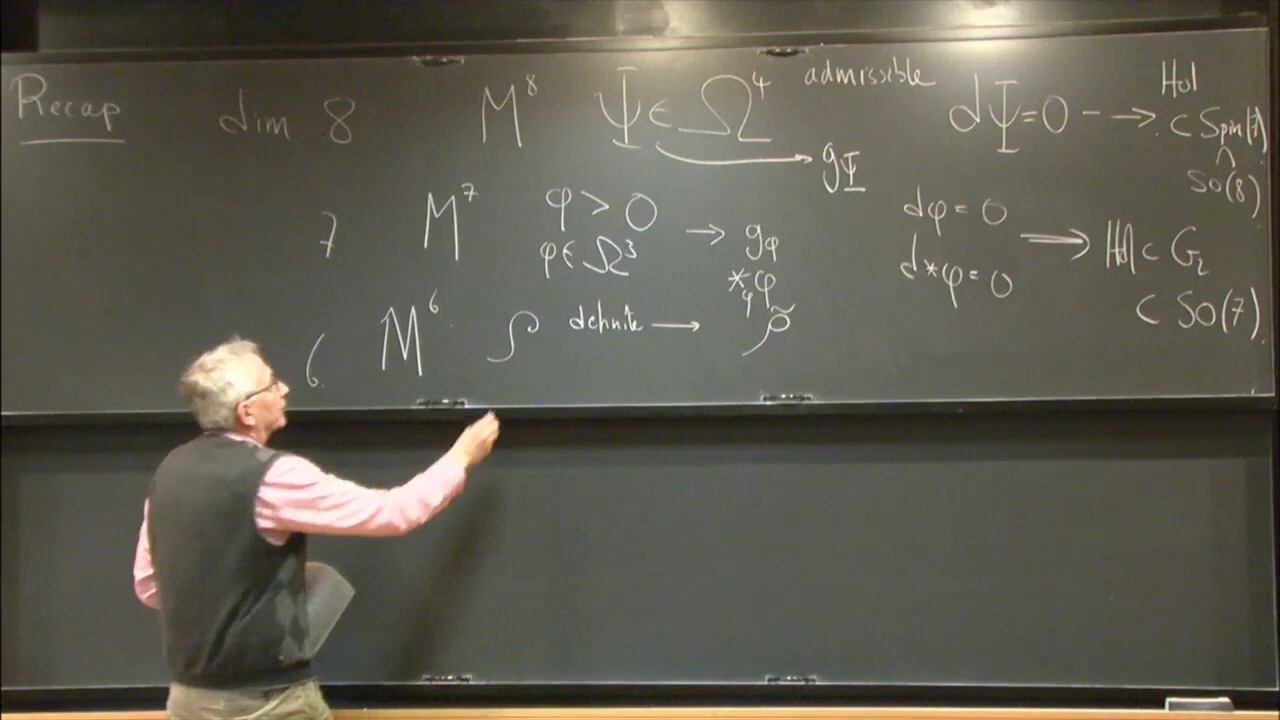 Recap dim 8 M⁸ Ψ ∈ Ω⁴ admissible dΨ = 0 --→ Hol ⊂ Spin(7)
→ g_Ψ
∧
SO(8)
7 M⁷ φ > 0 → g_φ dφ = 0 ⟹ Hol ⊂ G₂
φ ∈ Ω³ *_φ φ d*φ = 0 ⊂ SO(7)
6. M⁶ ρ definite → ρ̃